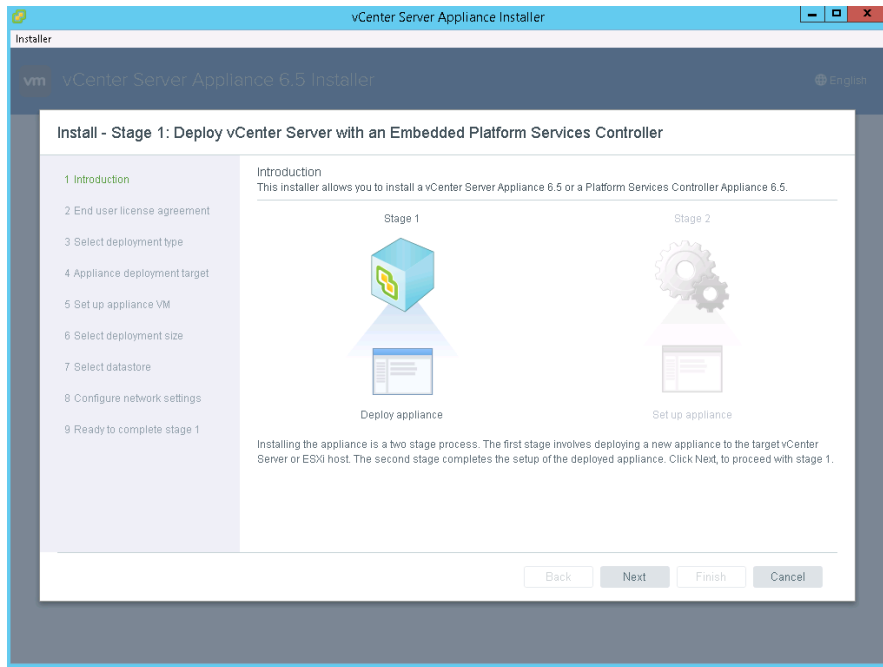 vCenter Server Appliance Installer
Installer
vm vCenter Server Appliance 6.5 Installer
English
Install - Stage 1: Deploy vCenter Server with an Embedded Platform Services Controller
1 Introduction
2 End user license agreement
3 Select deployment type
4 Appliance deployment target
5 Set up appliance VM
6 Select deployment size
7 Select datastore
8 Configure network settings
9 Ready to complete stage 1
Introduction
This installer allows you to install a vCenter Server Appliance 6.5 or a Platform Services Controller Appliance 6.5.
Stage 1
Stage 2
Deploy appliance
Set up appliance
Installing the appliance is a two stage process. The first stage involves deploying a new appliance to the target vCenter
Server or ESXi host. The second stage completes the setup of the deployed appliance. Click Next, to proceed with stage 1.
Back
Next
Finish
Cancel